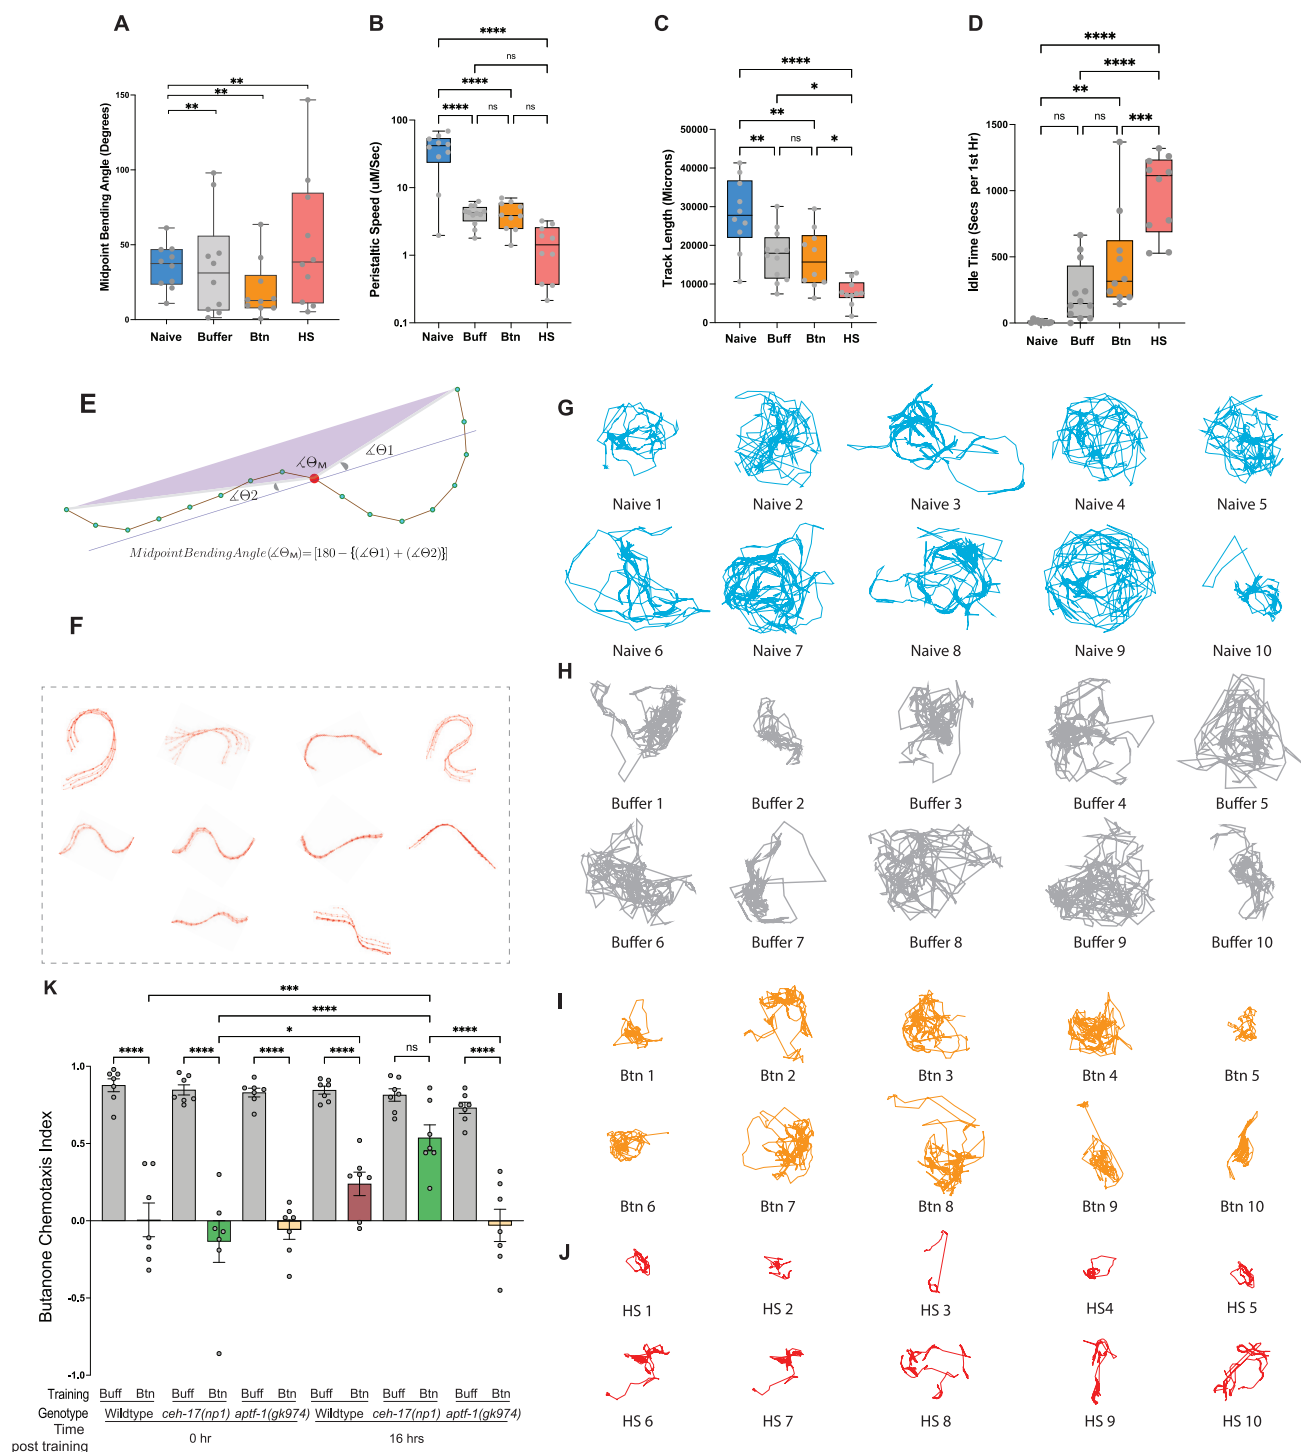 A
Midpoint Bending Angle (Degrees)
150
100
50
0
**
**
**
Naive Buffer Btn HS
B
Peristaltic Speed (uM/Sec)
100
10
1
0.1
****
ns
****
**** ns ns
Naive Buff Btn HS
C
Track Length (Microns)
50000
40000
30000
20000
10000
0
****
*
**
** ns *
Naive Buff Btn HS
D
Idle Time (Secs per 1st Hr)
1500
1000
500
0
****
****
**
ns ns ***
Naive Buff Btn HS
E
∡Θ1
∡ΘM
∡Θ2
MidpointBendingAngle(∡ΘM)=[180−{(∡Θ1)+(∡Θ2)}]
F
G
Naive 1 Naive 2 Naive 3 Naive 4 Naive 5
Naive 6 Naive 7 Naive 8 Naive 9 Naive 10
H
Buffer 1 Buffer 2 Buffer 3 Buffer 4 Buffer 5
Buffer 6 Buffer 7 Buffer 8 Buffer 9 Buffer 10
I
Btn 1 Btn 2 Btn 3 Btn 4 Btn 5
Btn 6 Btn 7 Btn 8 Btn 9 Btn 10
J
HS 1 HS 2 HS 3 HS4 HS 5
HS 6 HS 7 HS 8 HS 9 HS 10
K
Butanone Chemotaxis Index
1.0
0.5
0.0
-0.5
-1.0
***
****
* ****
**** **** **** **** ns ****
Training Buff Btn Buff Btn Buff Btn Buff Btn Buff Btn Buff Btn
Genotype Wildtype ceh-17(np1) aptf-1(gk974) Wildtype ceh-17(np1) aptf-1(gk974)
Time
post training 0 hr 16 hrs